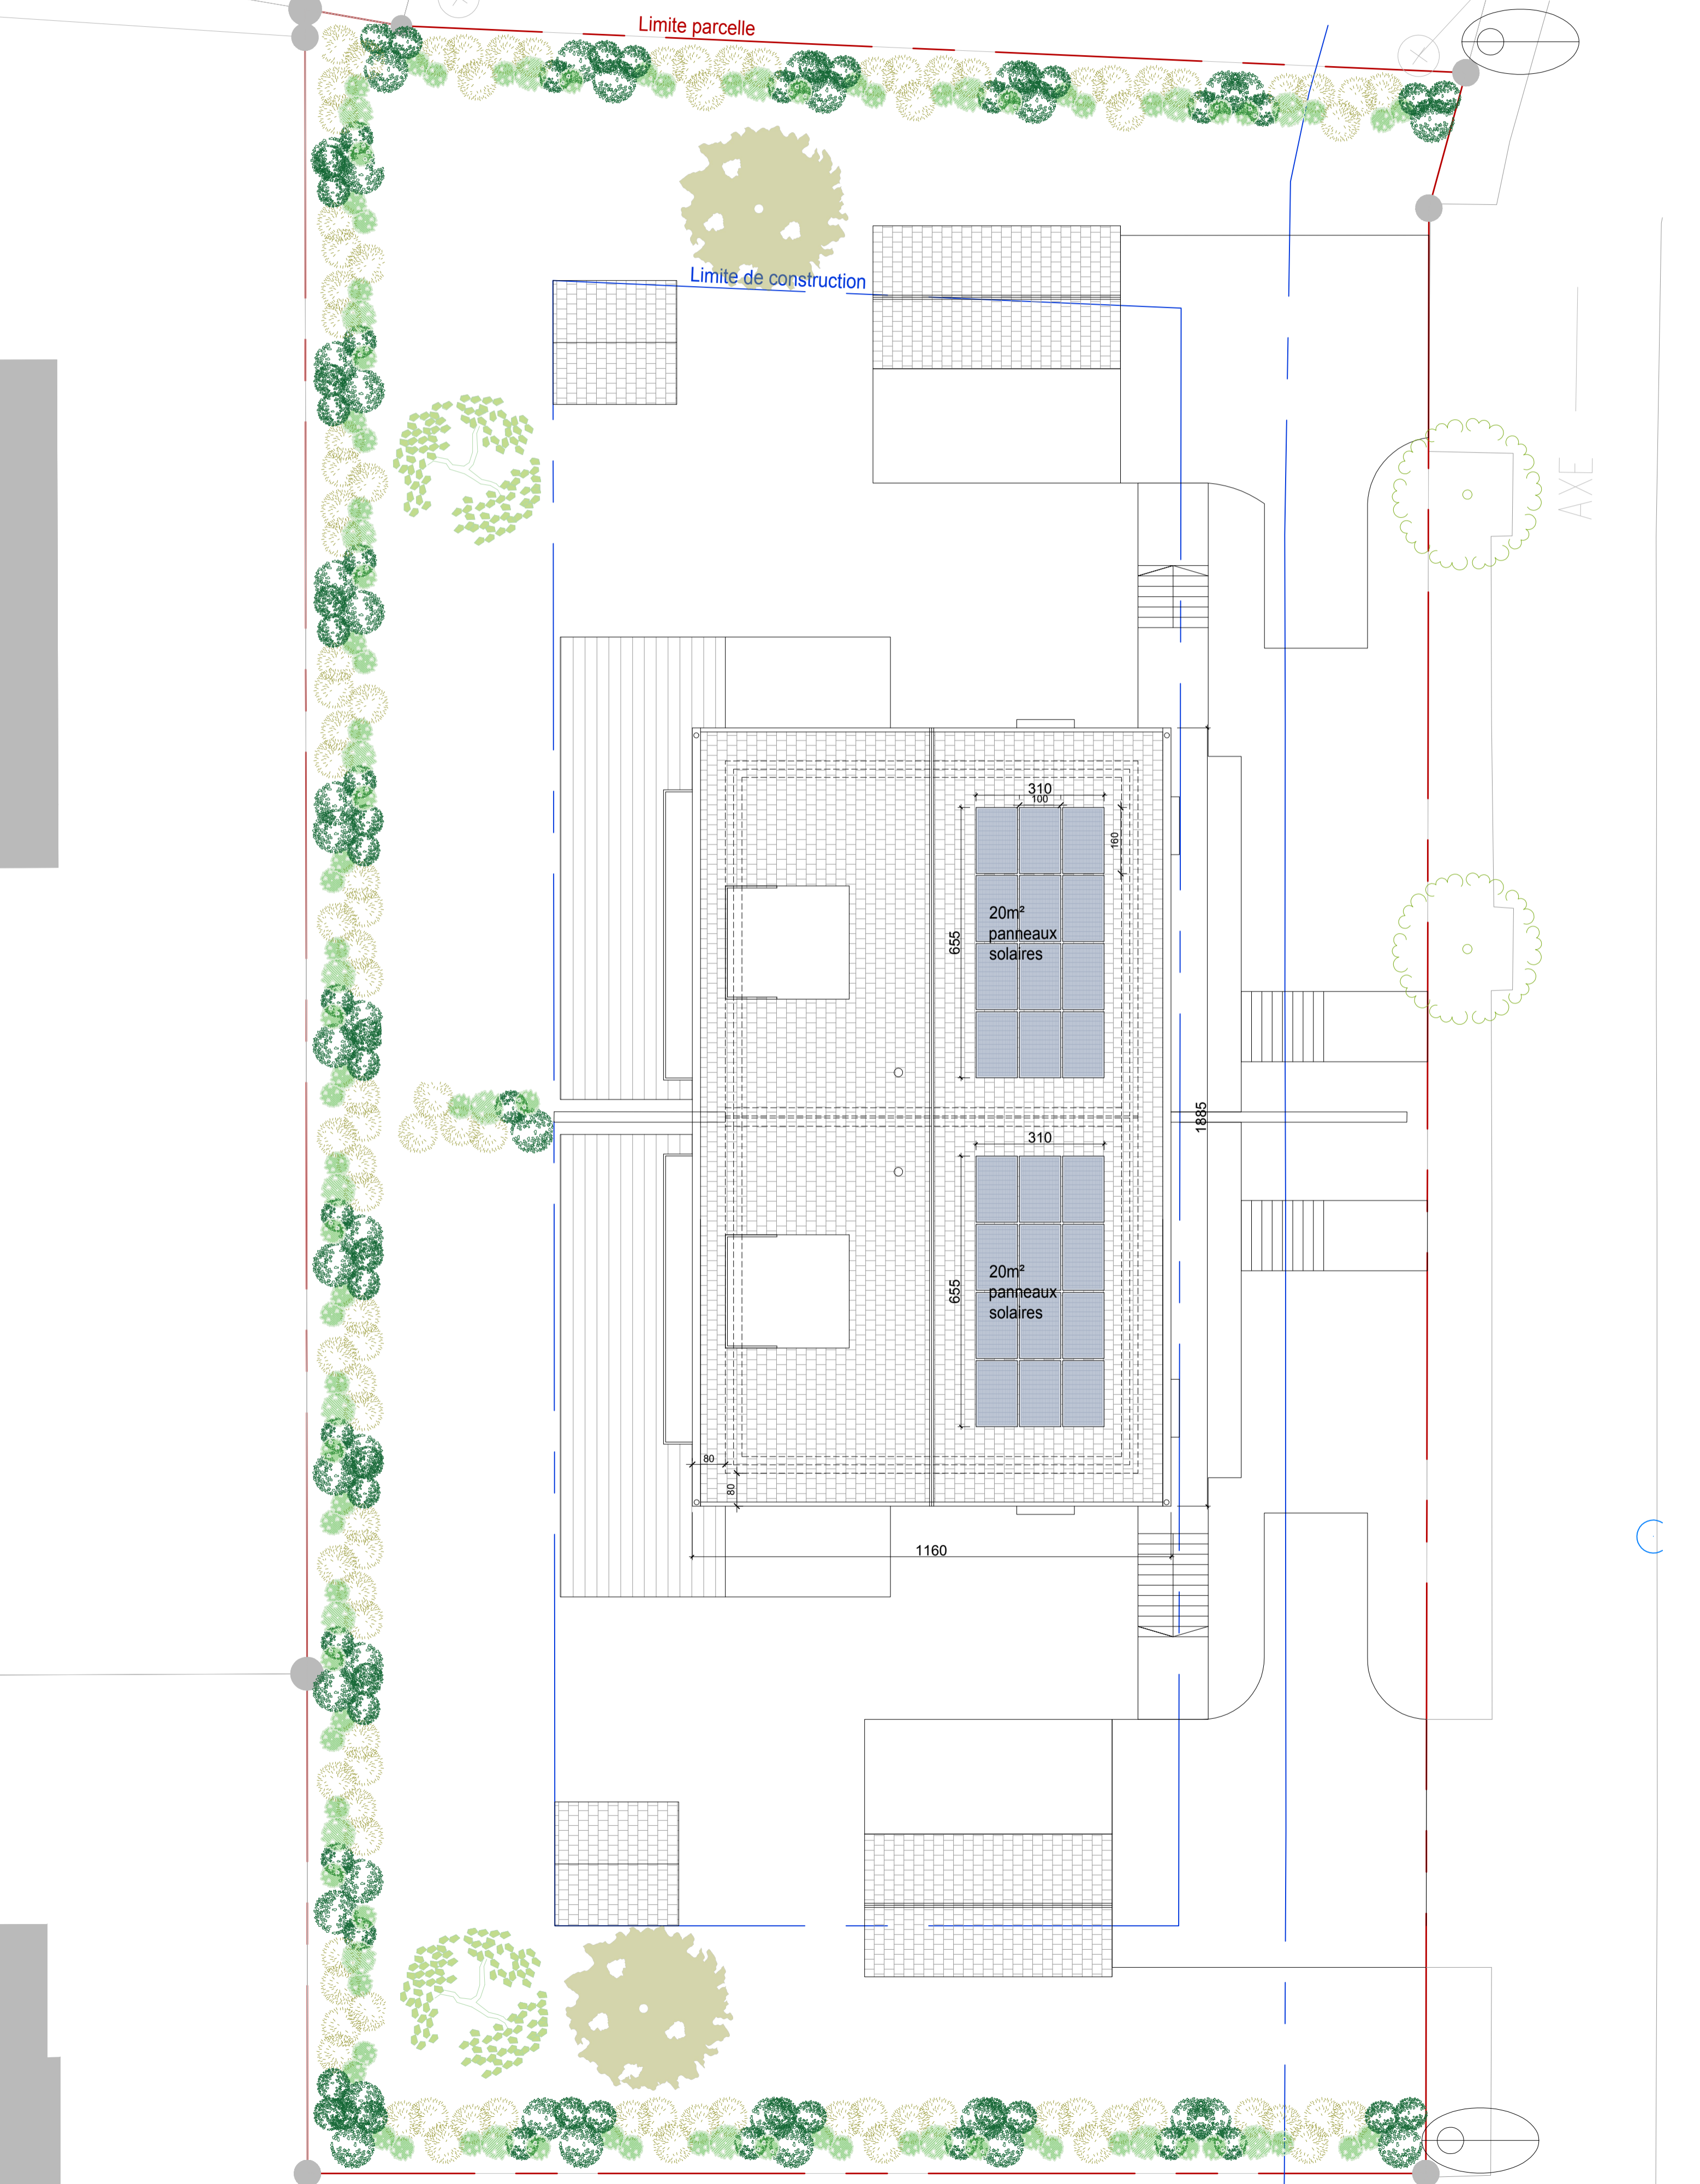 Limite parcelle
Limite de construction
AXE
310
100
160
655
20m²
panneaux
solaires
1885
310
655
20m²
panneaux
solaires
80
80
1160